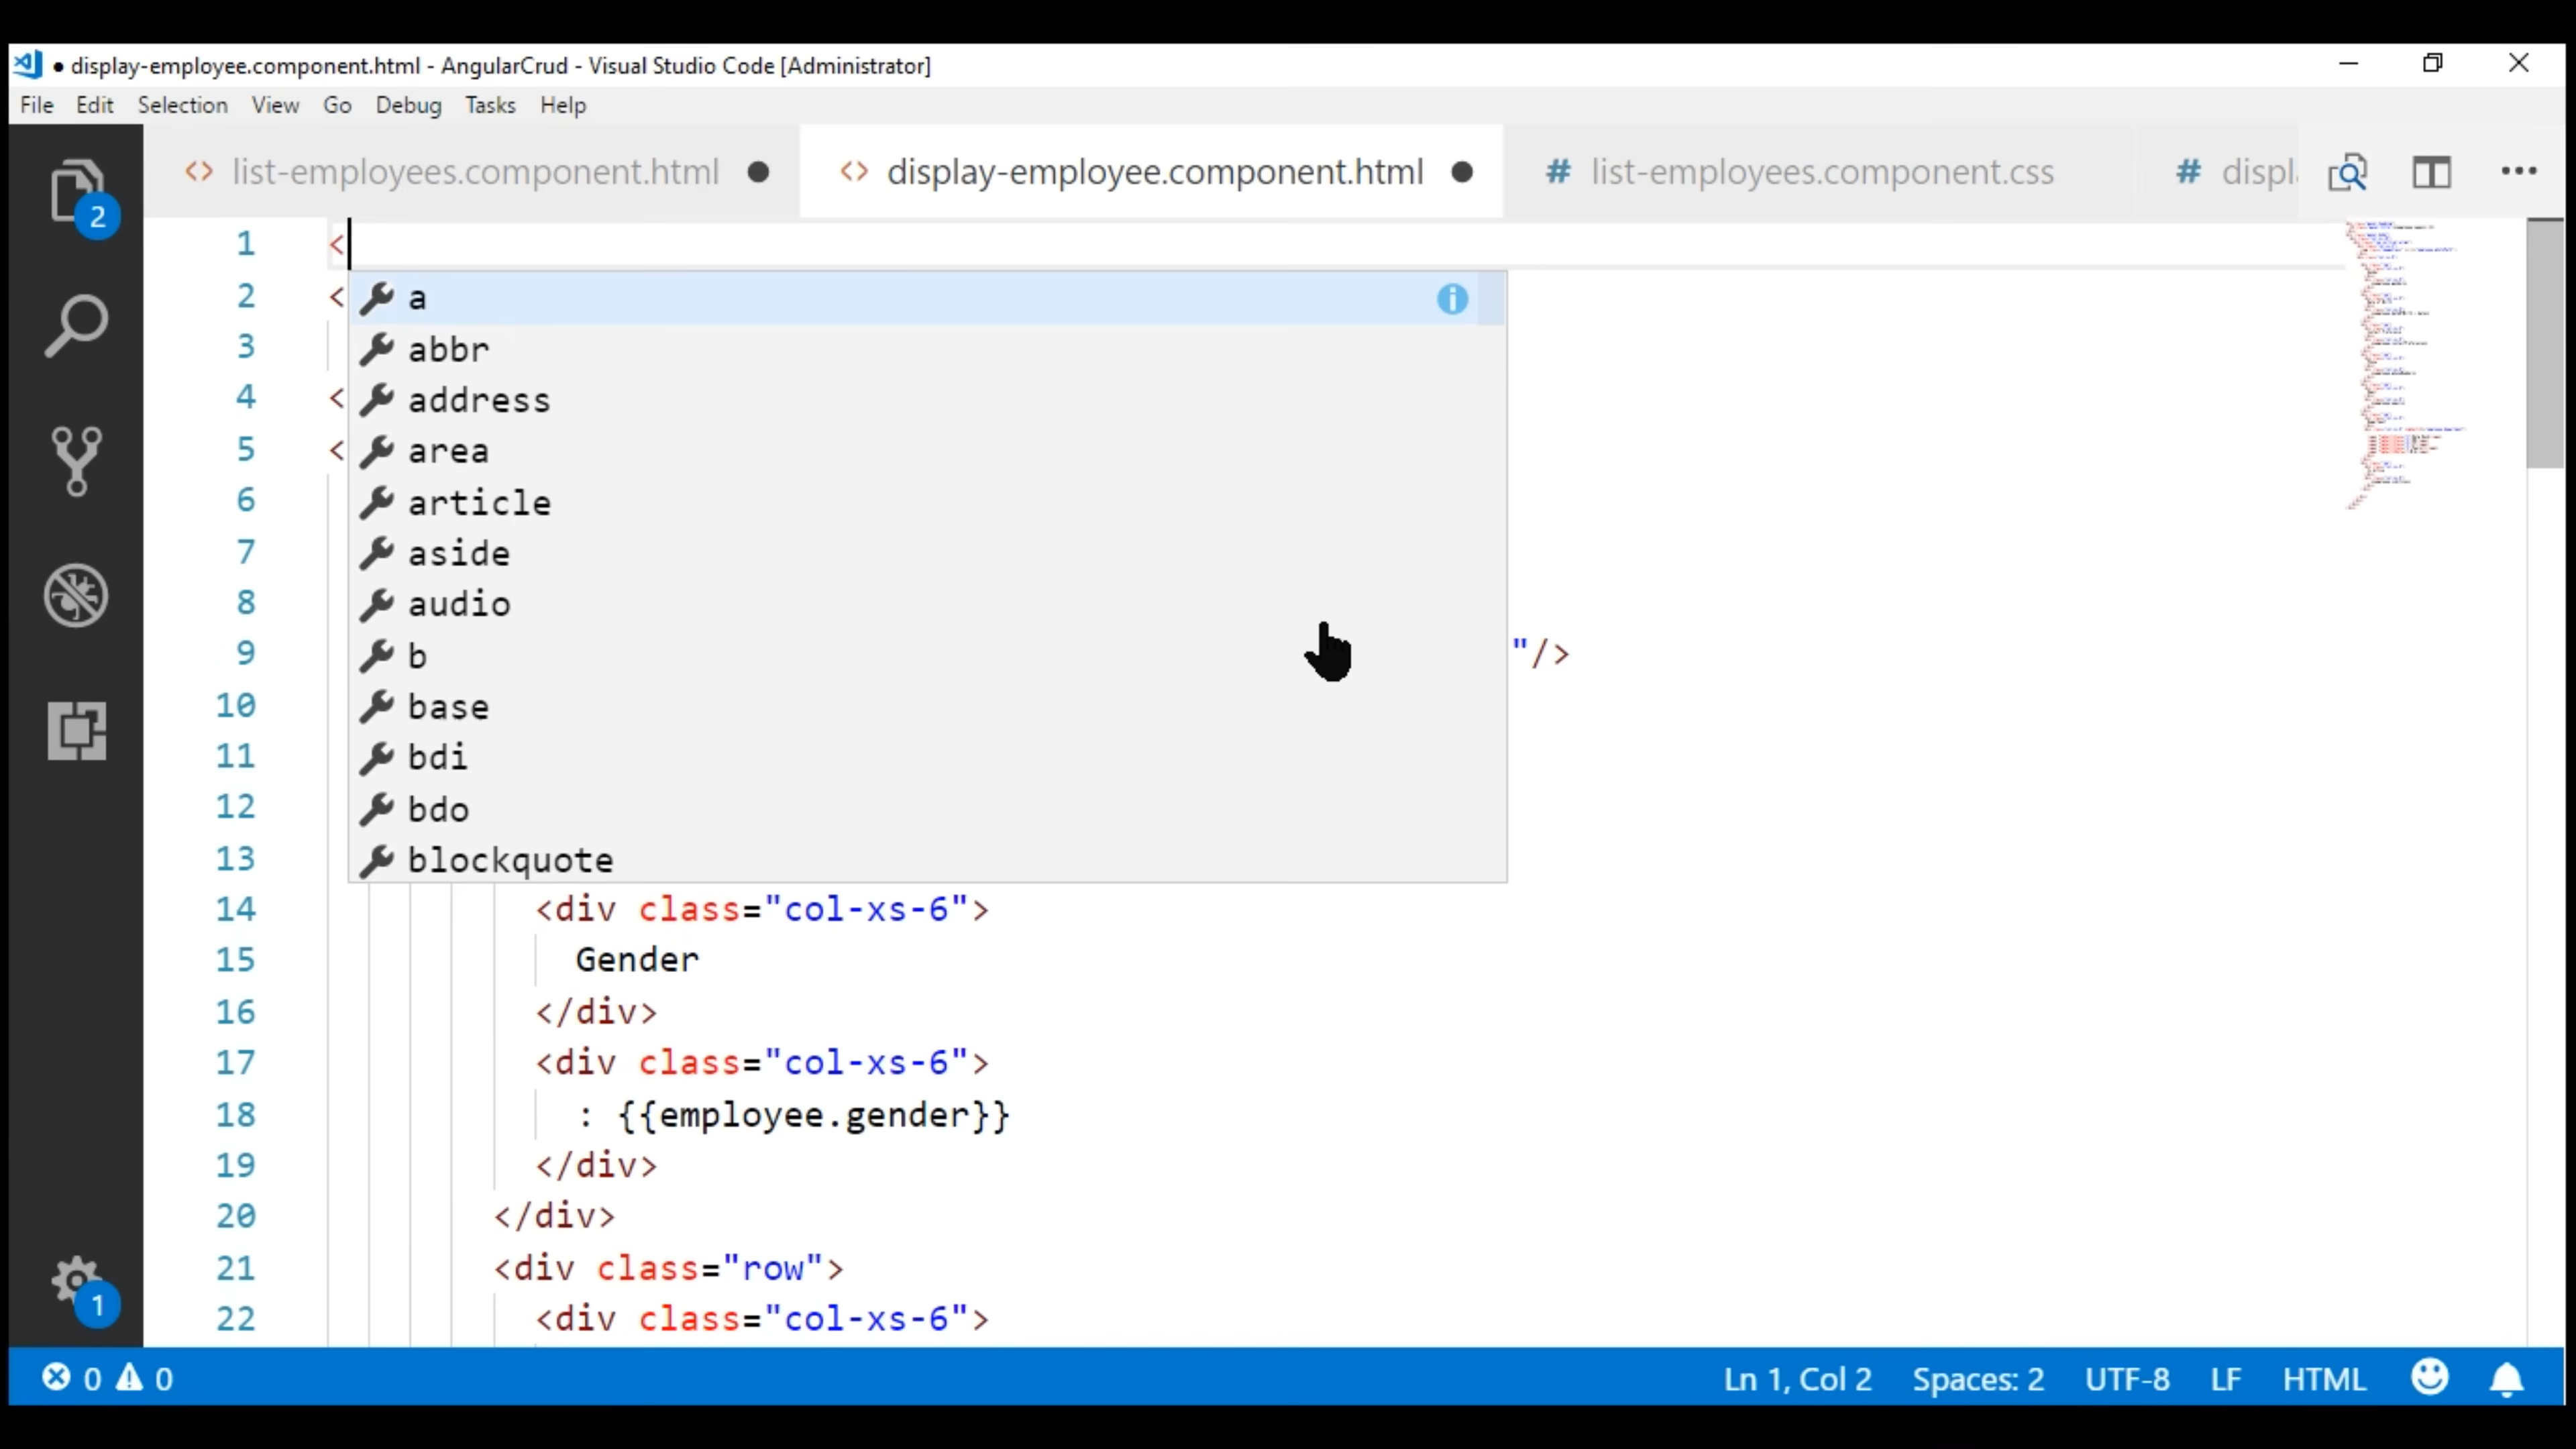 ● display-employee.component.html - AngularCrud - Visual Studio Code [Administrator]
File Edit Selection View Go Debug Tasks Help
<> list-employees.component.html ● <> display-employee.component.html ● # list-employees.component.css #
2
1 <
2 <
3
4 <
5 <
6
7
8
9 "/>
10
11
12
13
a
abbr
address
area
article
aside
audio
b
base
bdi
bdo
blockquote
14 <div class="col-xs-6">
15 Gender
16 </div>
17 <div class="col-xs-6">
18 : {{employee.gender}}
19 </div>
20 </div>
21 <div class="row">
22 <div class="col-xs-6">
1
0 0 Ln 1, Col 2 Spaces: 2 UTF-8 LF HTML